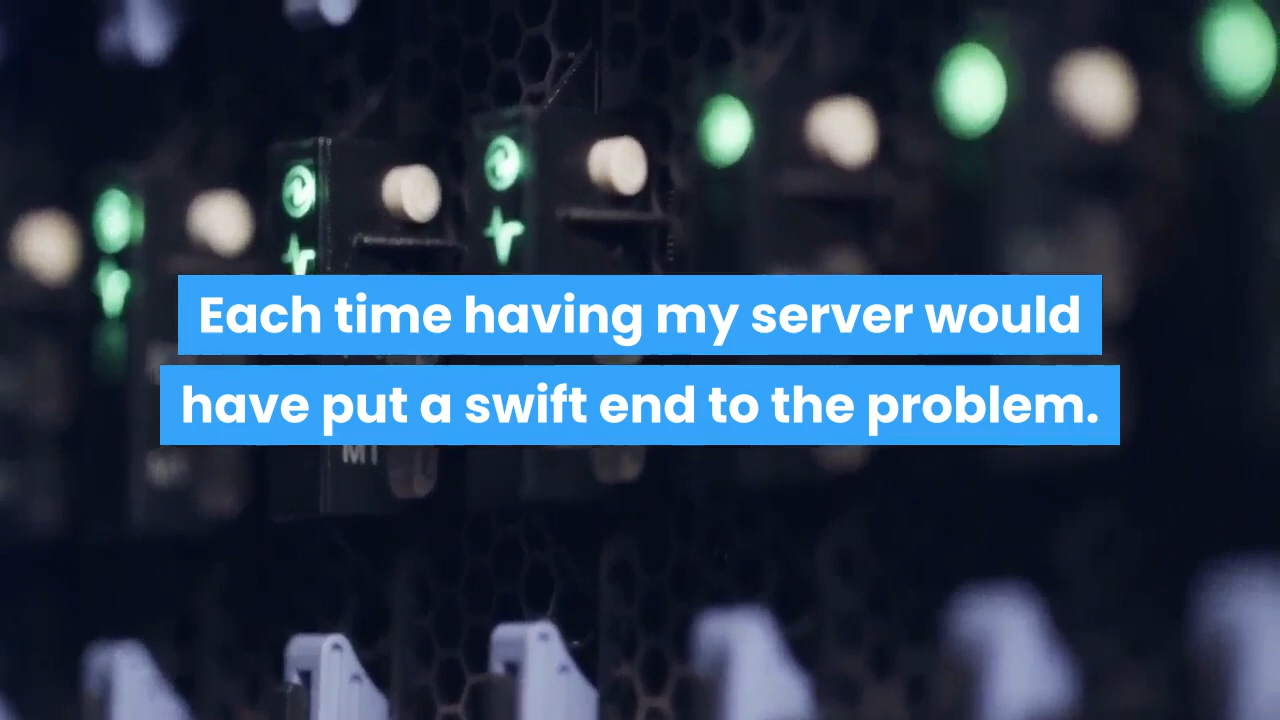 Each time having my server would
have put a swift end to the problem.
M1